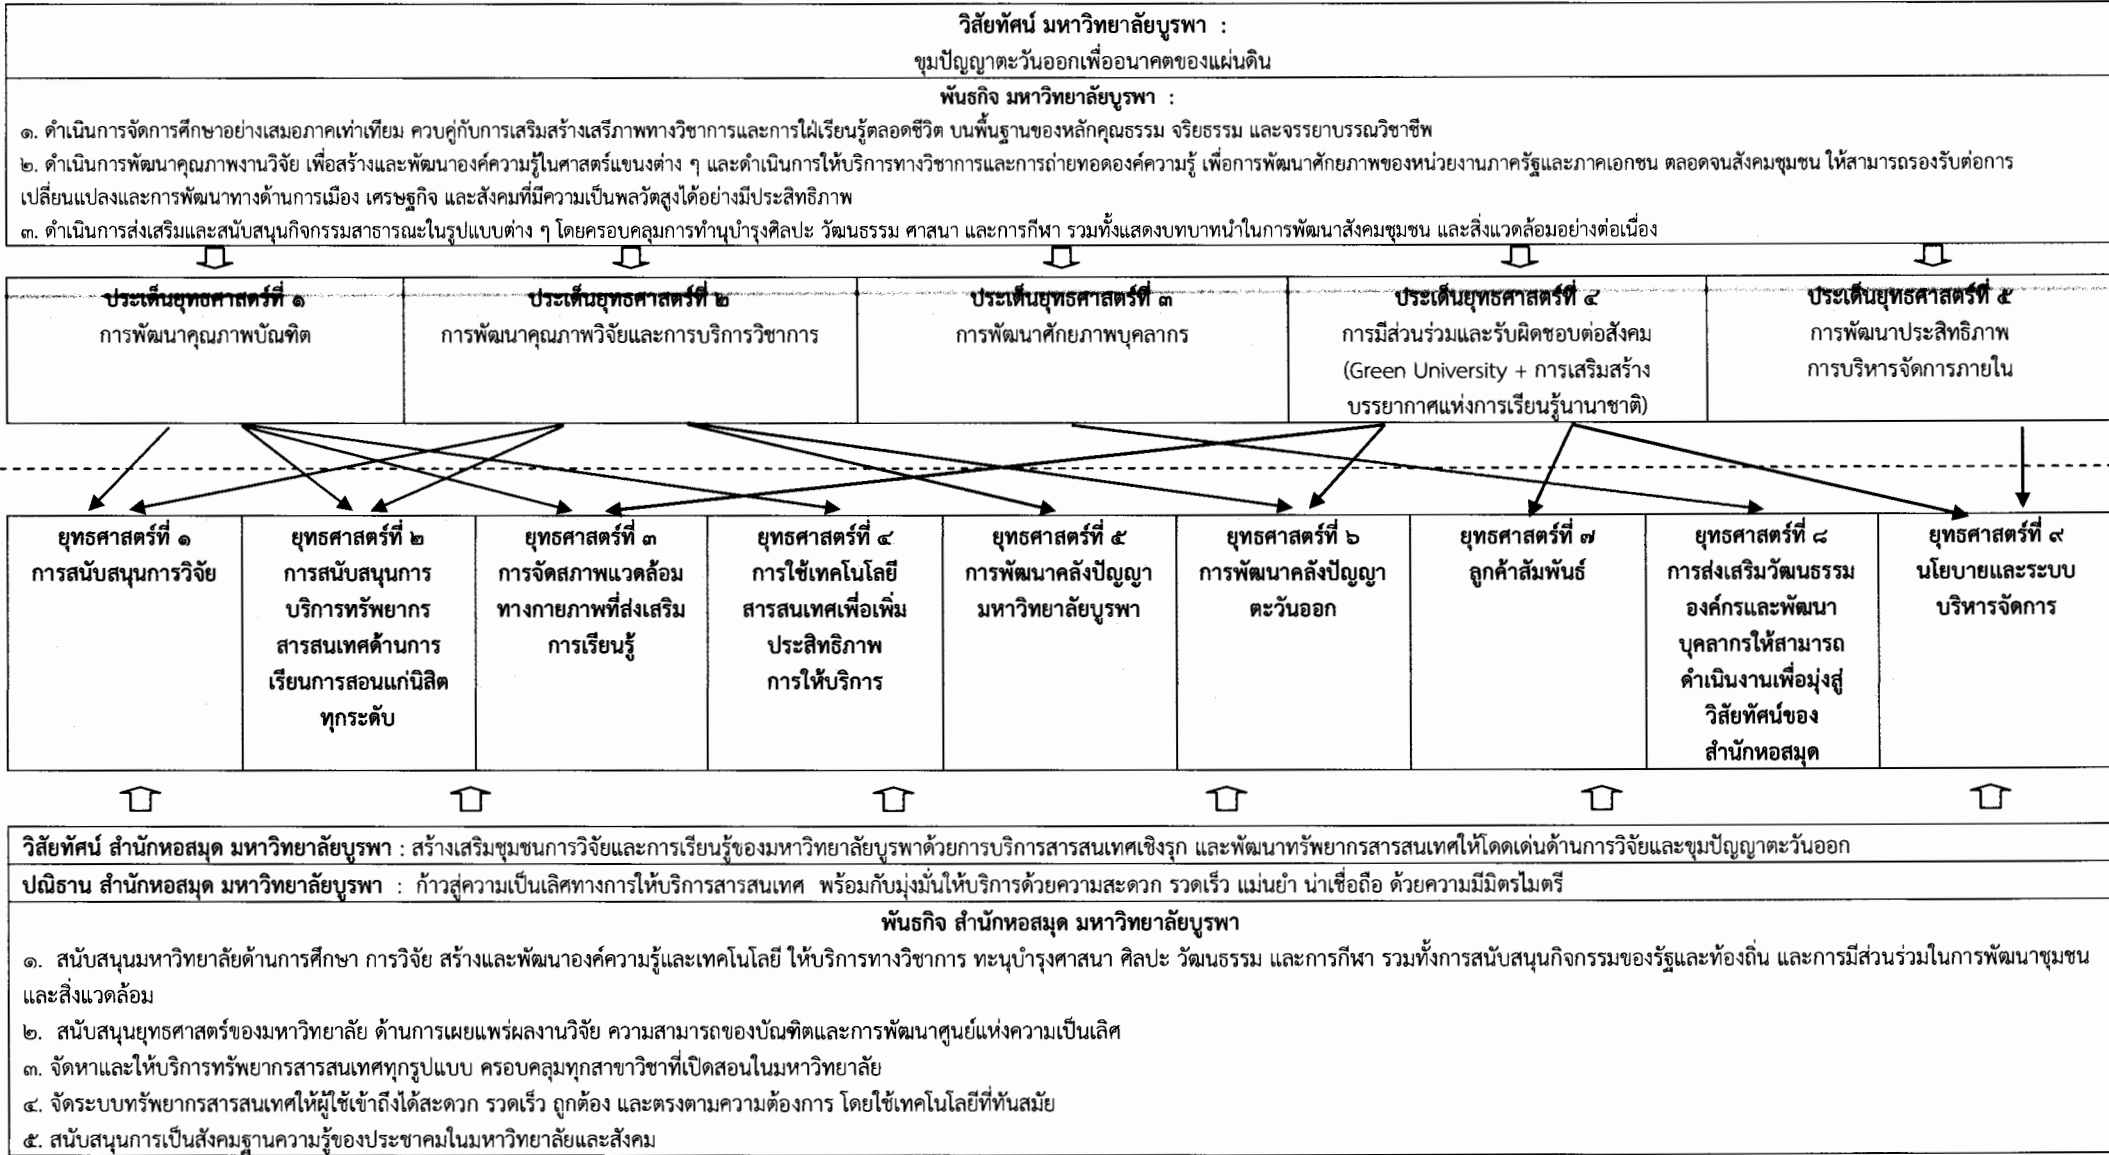 วิสัยทัศน์ มหาวิทยาลัยบูรพา :
ขุมปัญญาตะวันออกเพื่ออนาคตของแผ่นดิน
พันธกิจ มหาวิทยาลัยบูรพา :
๑. ดำเนินการจัดการศึกษาอย่างเสมอภาคเท่าเทียม ควบคู่กับการเสริมสร้างเสรีภาพทางวิชาการและการใฝ่เรียนรู้ตลอดชีวิต บนพื้นฐานของหลักคุณธรรม จริยธรรม และจรรยาบรรณวิชาชีพ
๒. ดำเนินการพัฒนาคุณภาพงานวิจัย เพื่อสร้างและพัฒนาองค์ความรู้ในศาสตร์แขนงต่าง ๆ และดำเนินการให้บริการทางวิชาการและการถ่ายทอดองค์ความรู้ เพื่อการพัฒนาศักยภาพของหน่วยงานภาครัฐและภาคเอกชน ตลอดจนสังคมชุมชน ให้สามารถรองรับต่อการ
เปลี่ยนแปลงและการพัฒนาทางด้านการเมือง เศรษฐกิจ และสังคมที่มีความเป็นพลวัตสูงได้อย่างมีประสิทธิภาพ
๓. ดำเนินการส่งเสริมและสนับสนุนกิจกรรมสาธารณะในรูปแบบต่าง ๆ โดยครอบคลุมการทำนุบำรุงศิลปะ วัฒนธรรม ศาสนา และการกีฬา รวมทั้งแสดงบทบาทนำในการพัฒนาสังคมชุมชน และสิ่งแวดล้อมอย่างต่อเนื่อง
ประเด็นยุทธศาสตร์ที่ ๑
การพัฒนาคุณภาพบัณฑิต
ประเด็นยุทธศาสตร์ที่ ๒
การพัฒนาคุณภาพวิจัยและการบริการวิชาการ
ประเด็นยุทธศาสตร์ที่ ๓
การพัฒนาศักยภาพบุคลากร
ประเด็นยุทธศาสตร์ที่ ๔
การมีส่วนร่วมและรับผิดชอบต่อสังคม
(Green University + การเสริมสร้าง
บรรยากาศแห่งการเรียนรู้นานาชาติ)
ประเด็นยุทธศาสตร์ที่ ๕
การพัฒนาประสิทธิภาพ
การบริหารจัดการภายใน
ยุทธศาสตร์ที่ ๑
การสนับสนุนการวิจัย
ยุทธศาสตร์ที่ ๒
การสนับสนุนการ
บริการทรัพยากร
สารสนเทศด้านการ
เรียนการสอนแก่นิสิต
ทุกระดับ
ยุทธศาสตร์ที่ ๓
การจัดสภาพแวดล้อม
ทางกายภาพที่ส่งเสริม
การเรียนรู้
ยุทธศาสตร์ที่ ๔
การใช้เทคโนโลยี
สารสนเทศเพื่อเพิ่ม
ประสิทธิภาพ
การให้บริการ
ยุทธศาสตร์ที่ ๕
การพัฒนาคลังปัญญา
มหาวิทยาลัยบูรพา
ยุทธศาสตร์ที่ ๖
การพัฒนาคลังปัญญา
ตะวันออก
ยุทธศาสตร์ที่ ๗
ลูกค้าสัมพันธ์
ยุทธศาสตร์ที่ ๘
การส่งเสริมวัฒนธรรม
องค์กรและพัฒนา
บุคลากรให้สามารถ
ดำเนินงานเพื่อมุ่งสู่
วิสัยทัศน์ของ
สำนักหอสมุด
ยุทธศาสตร์ที่ ๙
นโยบายและระบบ
บริหารจัดการ
วิสัยทัศน์ สำนักหอสมุด มหาวิทยาลัยบูรพา : สร้างเสริมชุมชนการวิจัยและการเรียนรู้ของมหาวิทยาลัยบูรพาด้วยการบริการสารสนเทศเชิงรุก และพัฒนาทรัพยากรสารสนเทศให้โดดเด่นด้านการวิจัยและขุมปัญญาตะวันออก
ปณิธาน สำนักหอสมุด มหาวิทยาลัยบูรพา : ก้าวสู่ความเป็นเลิศทางการให้บริการสารสนเทศ พร้อมกับมุ่งมั่นให้บริการด้วยความสะดวก รวดเร็ว แม่นยำ น่าเชื่อถือ ด้วยความมีมิตรไมตรี
พันธกิจ สำนักหอสมุด มหาวิทยาลัยบูรพา
๑. สนับสนุนมหาวิทยาลัยด้านการศึกษา การวิจัย สร้างและพัฒนาองค์ความรู้และเทคโนโลยี ให้บริการทางวิชาการ ทะนุบำรุงศาสนา ศิลปะ วัฒนธรรม และการกีฬา รวมทั้งการสนับสนุนกิจกรรมของรัฐและท้องถิ่น และการมีส่วนร่วมในการพัฒนาชุมชน
และสิ่งแวดล้อม
๒. สนับสนุนยุทธศาสตร์ของมหาวิทยาลัย ด้านการเผยแพร่ผลงานวิจัย ความสามารถของบัณฑิตและการพัฒนาศูนย์แห่งความเป็นเลิศ
๓. จัดหาและให้บริการทรัพยากรสารสนเทศทุกรูปแบบ ครอบคลุมทุกสาขาวิชาที่เปิดสอนในมหาวิทยาลัย
๔. จัดระบบทรัพยากรสารสนเทศให้ผู้ใช้เข้าถึงได้สะดวก รวดเร็ว ถูกต้อง และตรงตามความต้องการ โดยใช้เทคโนโลยีที่ทันสมัย
๕. สนับสนุนการเป็นสังคมฐานความรู้ของประชาคมในมหาวิทยาลัยและสังคม